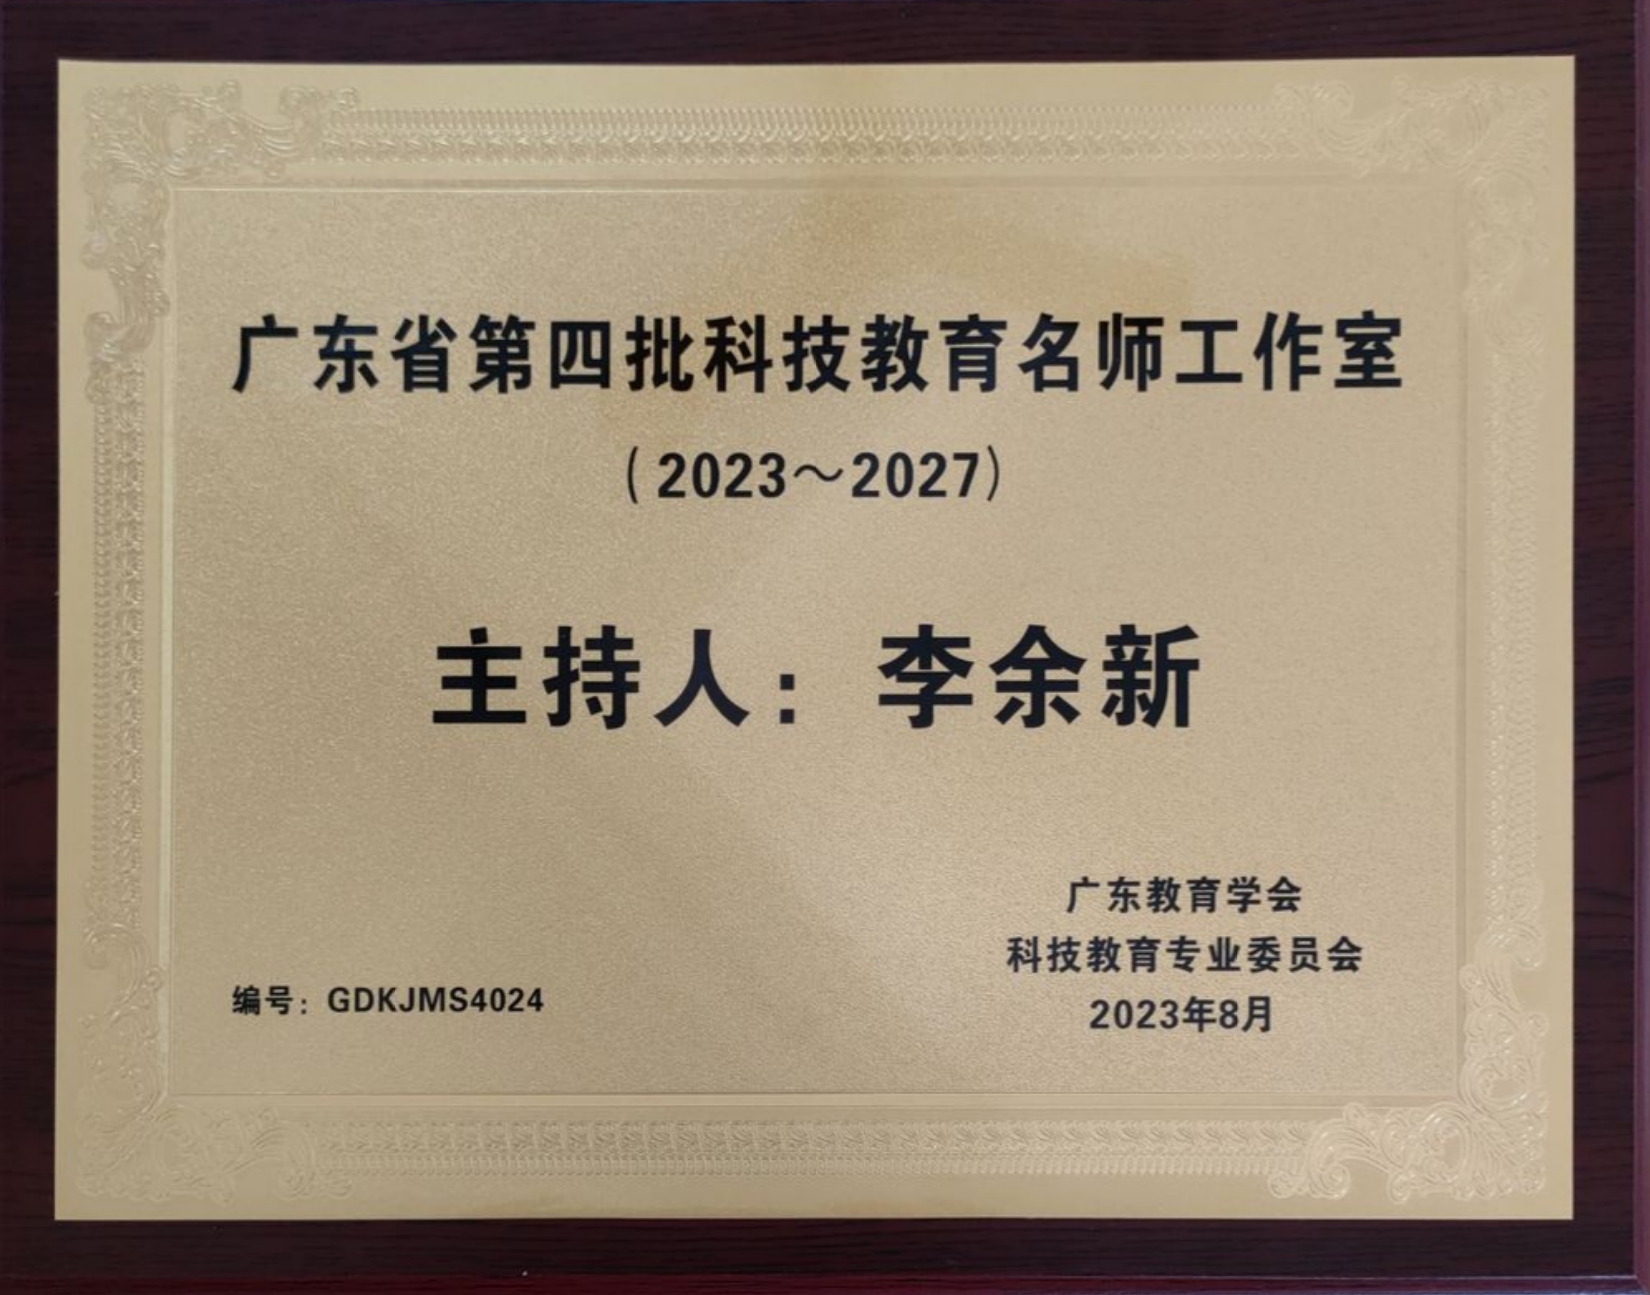 广东省第四批科技教育名师工作室
（2023～2027）
主持人：李余新
广东教育学会
科技教育专业委员会
2023年8月
编号：GDKJMS4024